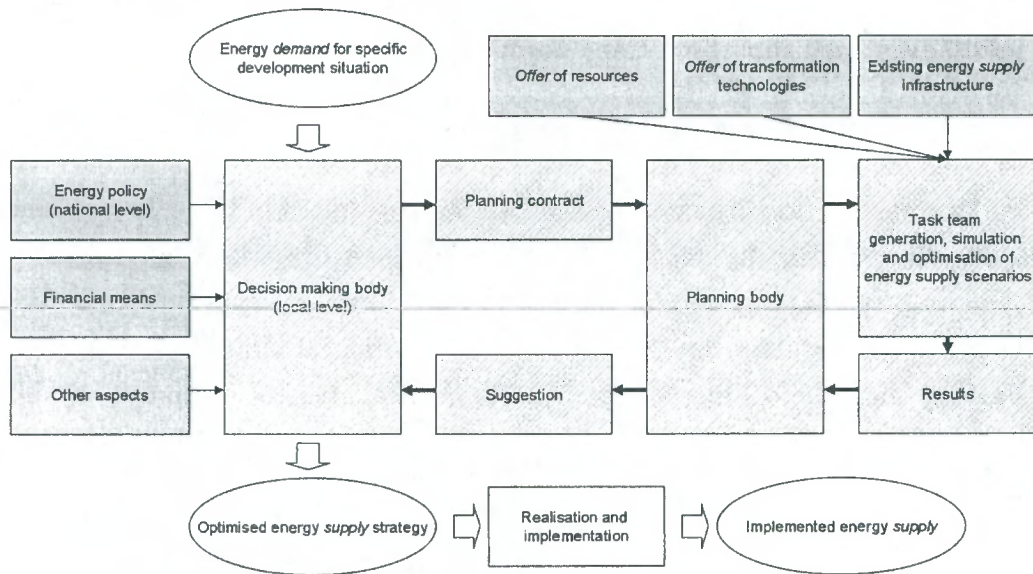 Energy demand for specific
development situation
Offer of resources
Offer of transformation
technologies
Existing energy supply
infrastructure
Energy policy
(national level)
Financial means
Other aspects
Decision making body
(local level)
Planning contract
Suggestion
Planning body
Task team
generation, simulation
and optimisation of
energy supply scenarios
Results
Optimised energy supply strategy
Realisation and
implementation
Implemented energy supply